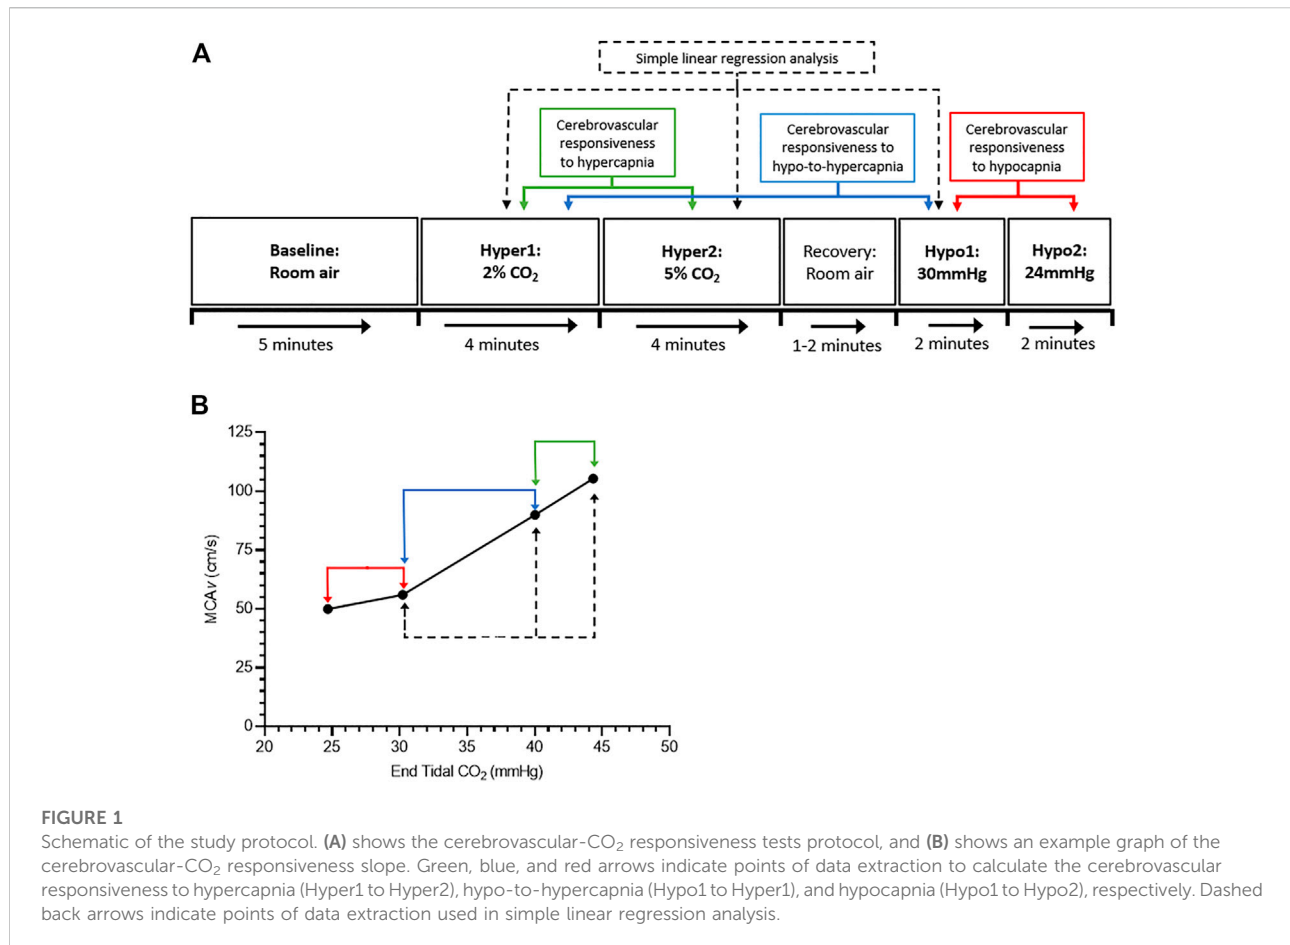 A
Simple linear regression analysis
Cerebrovascular
responsiveness
to hypercapnia
Cerebrovascular
responsiveness to
hypo-to-hypercapnia
Cerebrovascular
responsiveness
to hypocapnia
Baseline:
Room air
Hyper1:
2% CO₂
Hyper2:
5% CO₂
Recovery:
Room air
Hypo1:
30mmHg
Hypo2:
24mmHg
5 minutes
4 minutes
4 minutes
1-2 minutes
2 minutes
2 minutes
B
125
100
75
50
25
0
MCAv (cm/s)
20 25 30 35 40 45 50
End Tidal CO₂ (mmHg)
FIGURE 1
Schematic of the study protocol. (A) shows the cerebrovascular-CO₂ responsiveness tests protocol, and (B) shows an example graph of the
cerebrovascular-CO₂ responsiveness slope. Green, blue, and red arrows indicate points of data extraction to calculate the cerebrovascular
responsiveness to hypercapnia (Hyper1 to Hyper2), hypo-to-hypercapnia (Hypo1 to Hyper1), and hypocapnia (Hypo1 to Hypo2), respectively. Dashed
back arrows indicate points of data extraction used in simple linear regression analysis.